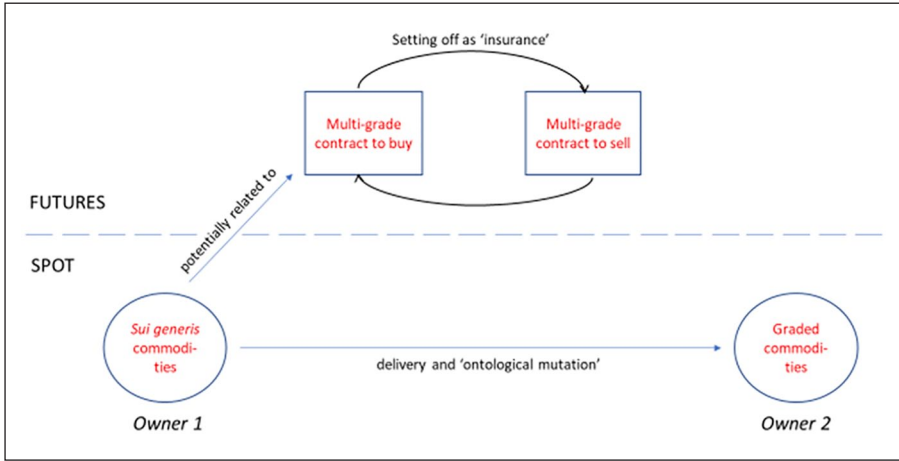 Setting off as ‘insurance’
Multi-grade
contract to buy
Multi-grade
contract to sell
potentially related to
FUTURES
SPOT
Sui generis
commodi-
ties
Graded
commodi-
ties
delivery and ‘ontological mutation’
Owner 1
Owner 2